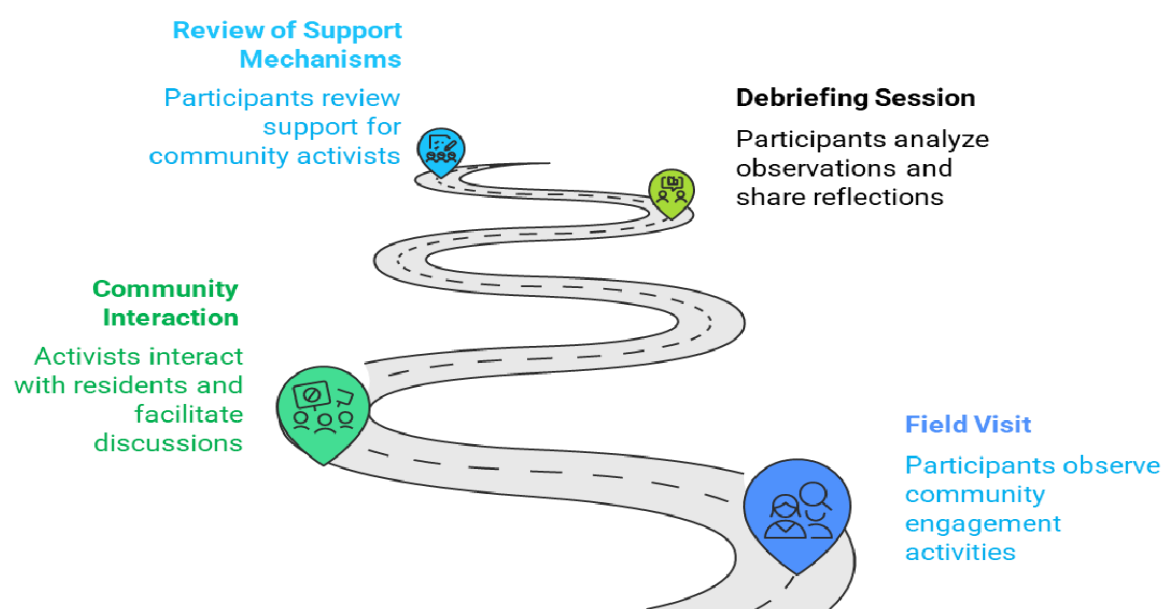 Review of Support
Mechanisms
Participants review
support for
community activists
Debriefing Session
Participants analyze
observations and
share reflections
Community
Interaction
Activists interact
with residents and
facilitate
discussions
Field Visit
Participants observe
community
engagement
activities